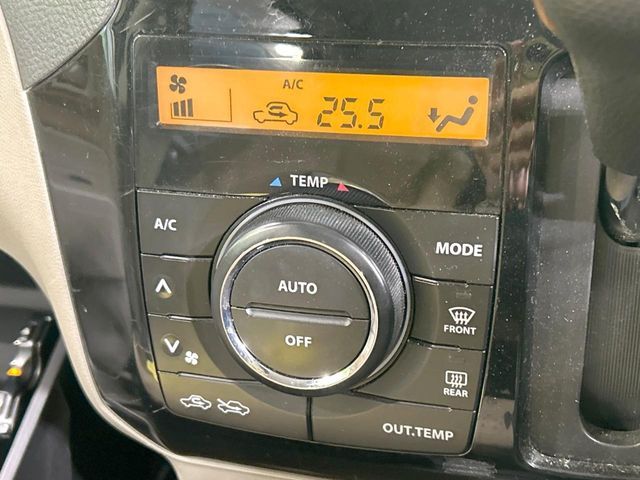 A/C
25.5
TEMP
A/C
MODE
AUTO
OFF
FRONT
REAR
OUT.TEMP